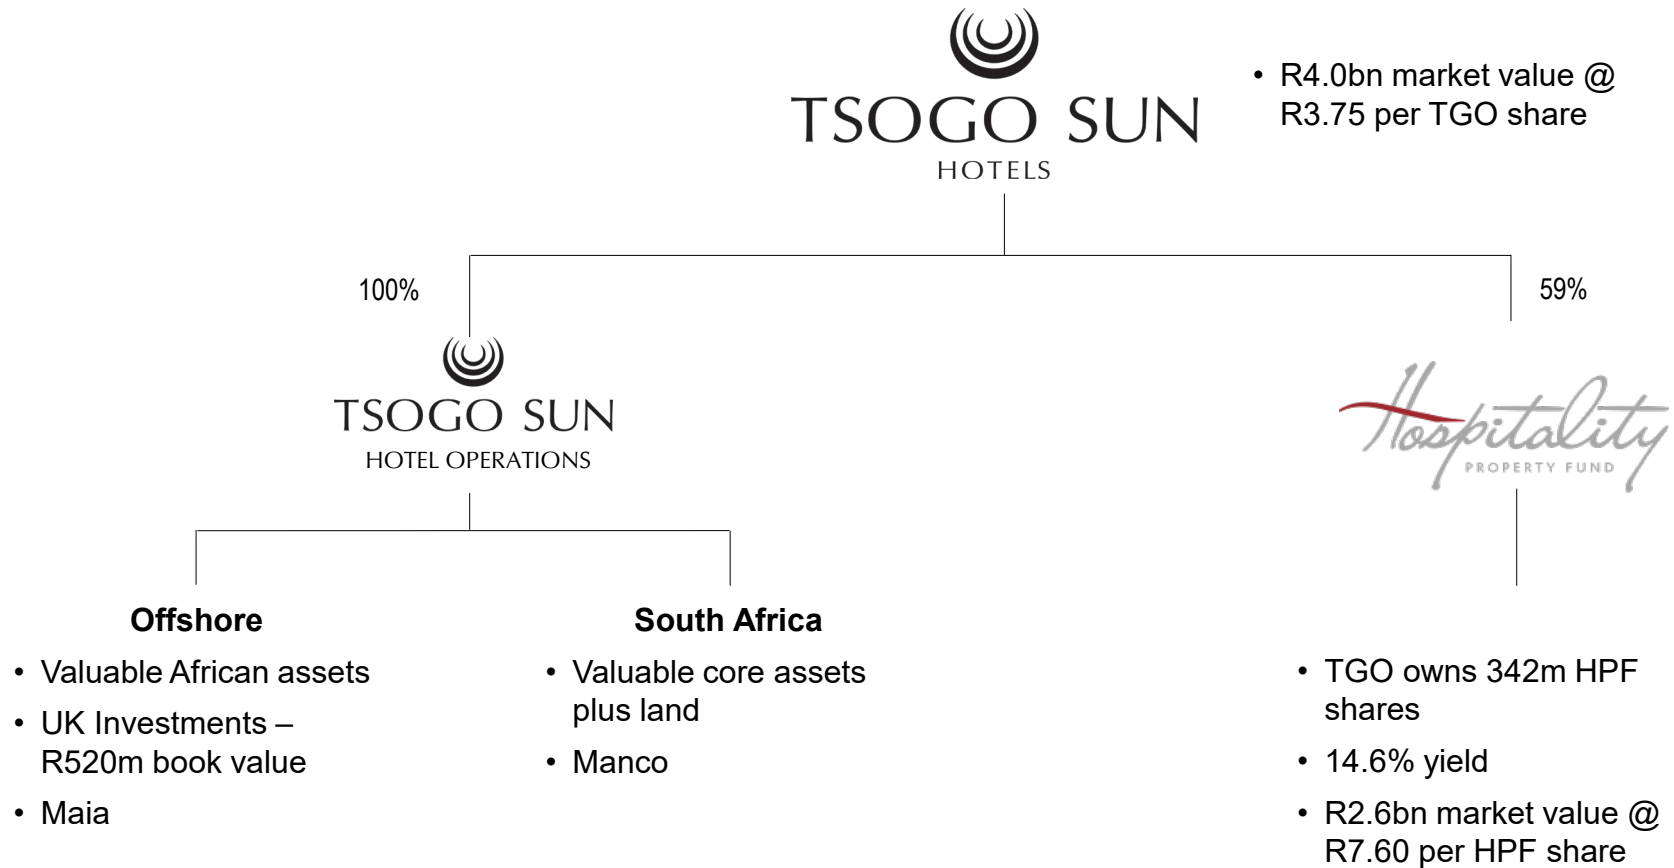 TSOGO SUN
HOTELS
• R4.0bn market value @
R3.75 per TGO share
100%
59%
TSOGO SUN
HOTEL OPERATIONS
Hospitality
PROPERTY FUND
Offshore
• Valuable African assets
• UK Investments –
R520m book value
• Maia
South Africa
• Valuable core assets
plus land
• Manco
• TGO owns 342m HPF
shares
• 14.6% yield
• R2.6bn market value @
R7.60 per HPF share